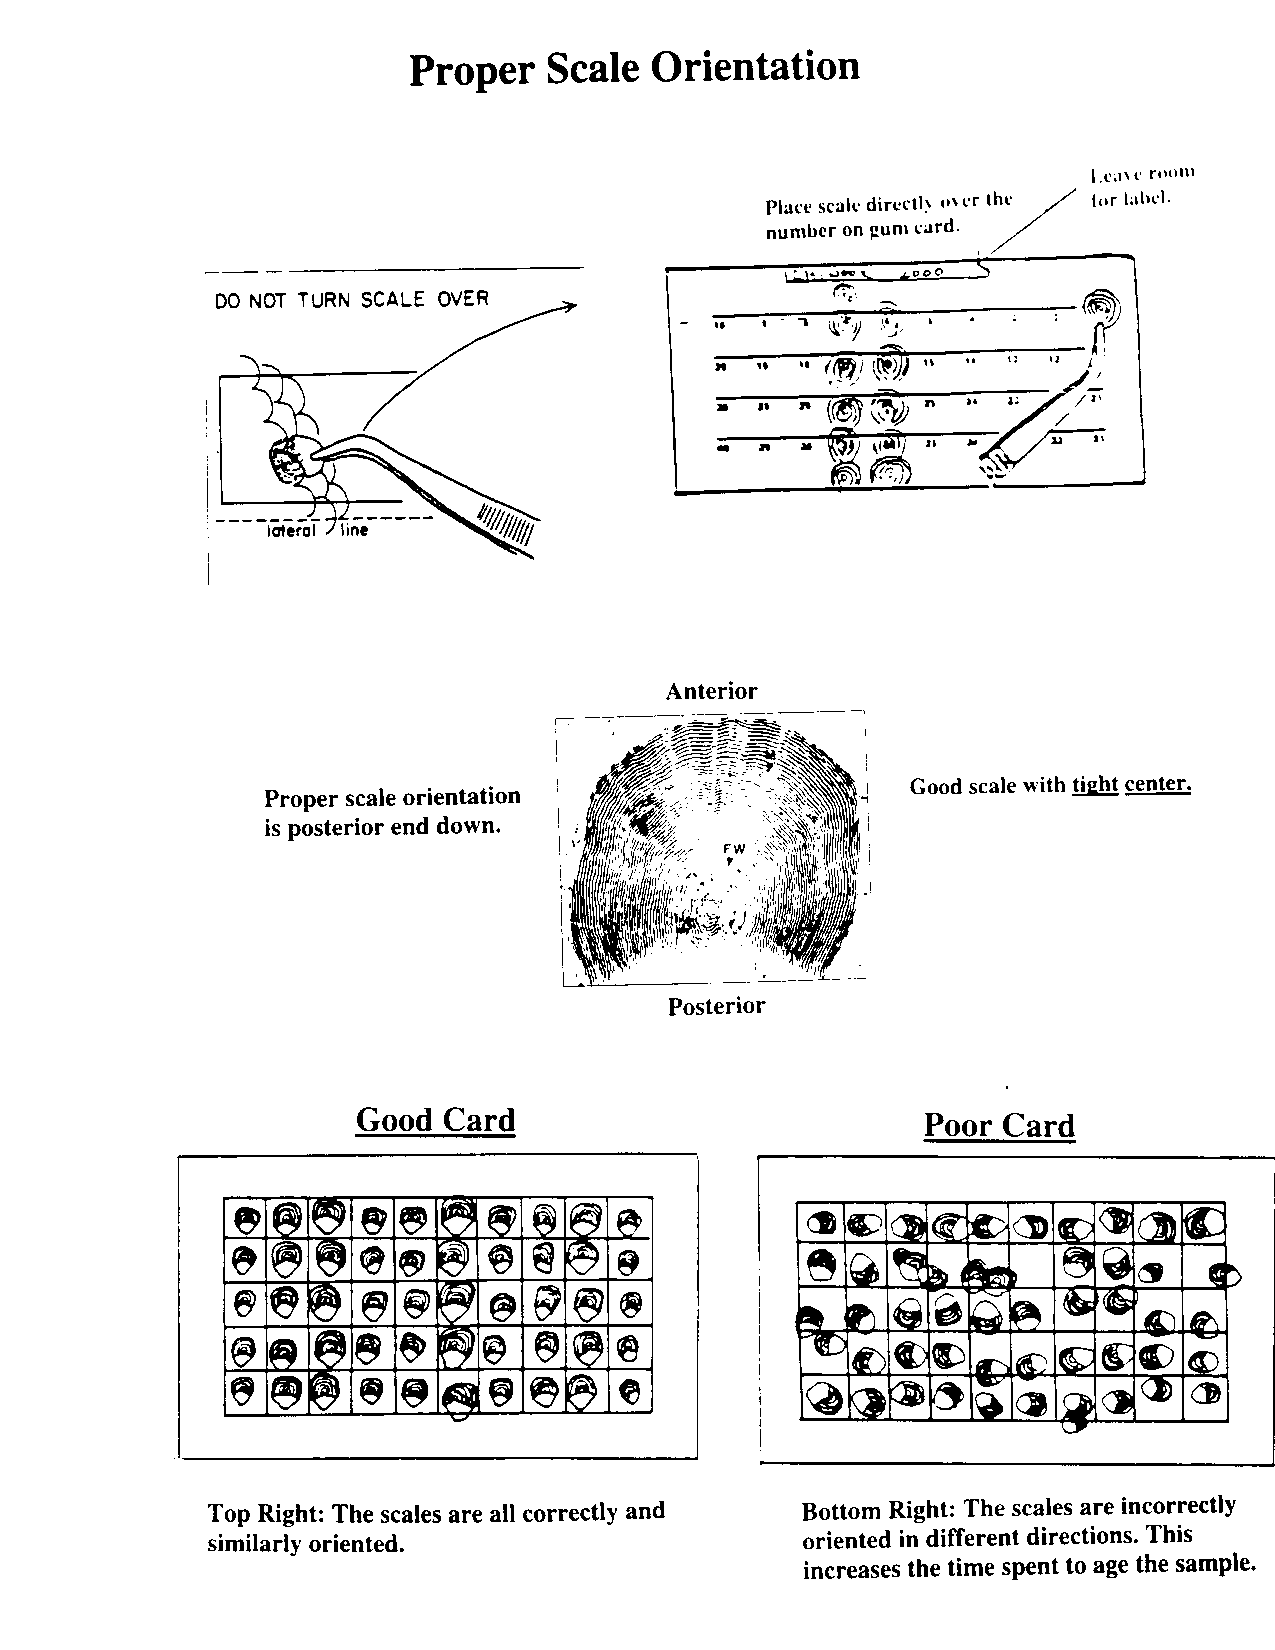 Proper Scale Orientation
Leave room
for label.
Place scale directly over the
number on gum card.
DO NOT TURN SCALE OVER
lateral line
Anterior
Proper scale orientation
is posterior end down.
Good scale with tight center.
FW
Posterior
Good Card
Poor Card
Top Right: The scales are all correctly and
similarly oriented.
Bottom Right: The scales are incorrectly
oriented in different directions. This
increases the time spent to age the sample.